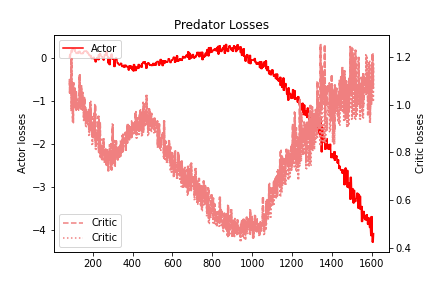 Predator Losses
Actor
0
−1
−2
−3
−4
Actor losses
1.2
1.0
0.8
0.6
0.4
Critic losses
Critic
Critic
200 400 600 800 1000 1200 1400 1600